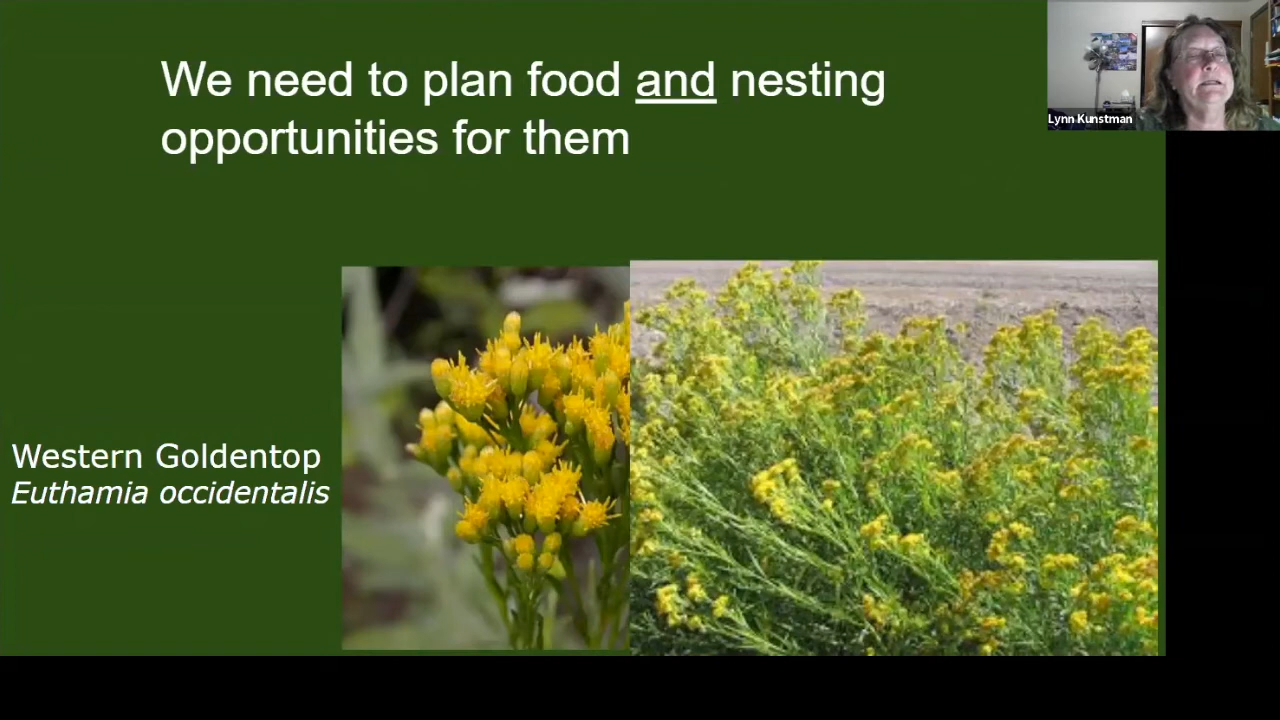 We need to plan food and nesting
opportunities for them
Lynn Kunstman
Western Goldentop
Euthamia occidentalis